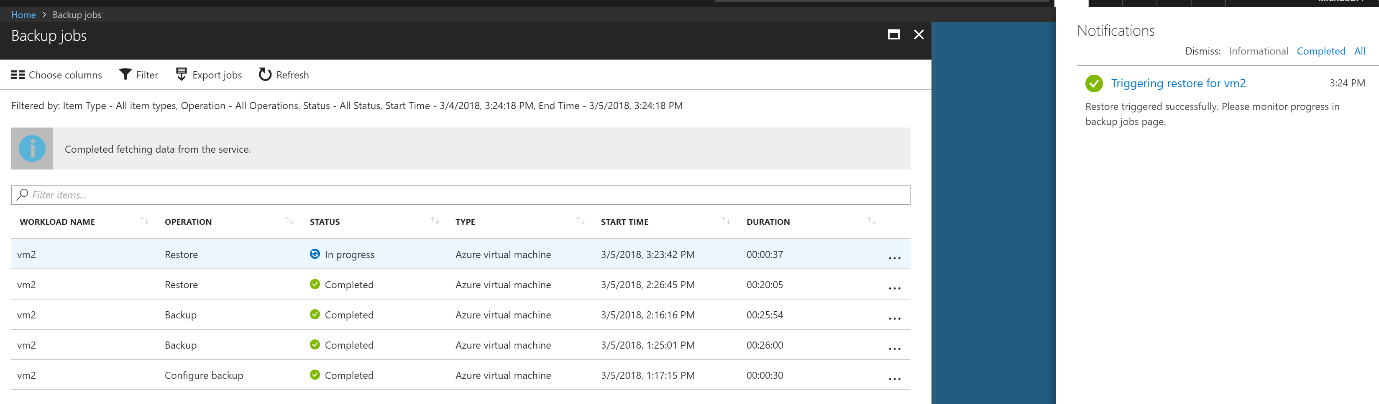 Home > Backup jobs
Backup jobs
Choose columns Filter Export jobs Refresh
Filtered by: Item Type - All item types, Operation - All Operations, Status - All Status, Start Time - 3/4/2018, 3:24:18 PM, End Time - 3/5/2018, 3:24:18 PM
Completed fetching data from the service.
Filter items...
WORKLOAD NAME OPERATION STATUS TYPE START TIME DURATION
vm2 Restore In progress Azure virtual machine 3/5/2018, 3:23:42 PM 00:00:37 ...
vm2 Restore Completed Azure virtual machine 3/5/2018, 2:26:45 PM 00:20:05 ...
vm2 Backup Completed Azure virtual machine 3/5/2018, 2:16:16 PM 00:25:54 ...
vm2 Backup Completed Azure virtual machine 3/5/2018, 1:25:01 PM 00:26:00 ...
vm2 Configure backup Completed Azure virtual machine 3/5/2018, 1:17:15 PM 00:00:30 ...
Notifications
Dismiss: Informational Completed All
Triggering restore for vm2 3:24 PM
Restore triggered successfully. Please monitor progress in
backup jobs page.